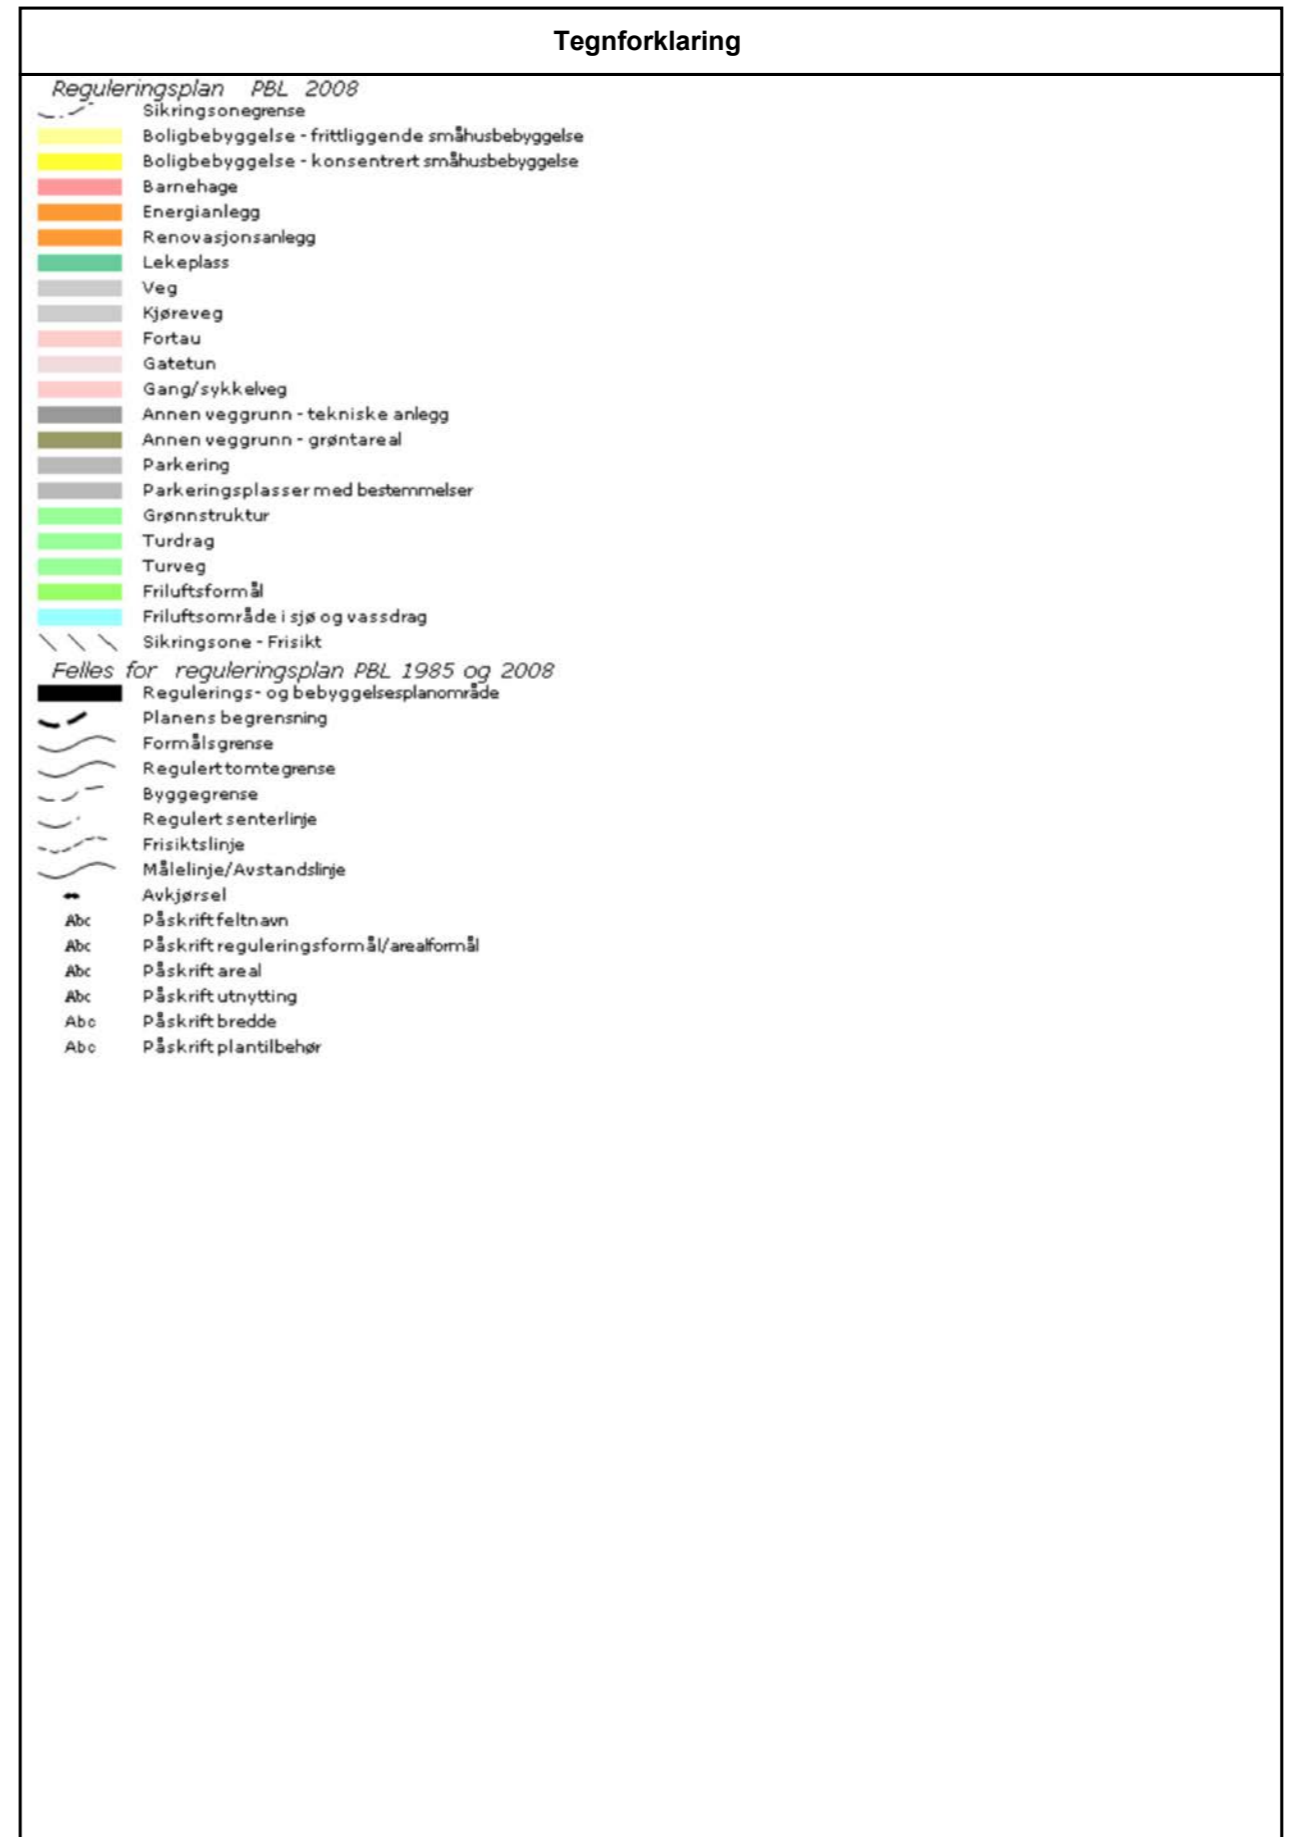 Tegnforklaring
Reguleringsplan PBL 2008
Sikringsonegrense
Boligbebyggelse - frittliggende småhusbebyggelse
Boligbebyggelse - konsentrert småhusbebyggelse
Barnehage
Energianlegg
Renovasjonsanlegg
Lekeplass
Veg
Kjøreveg
Fortau
Gatetun
Gang/sykkelveg
Annen veggrunn - tekniske anlegg
Annen veggrunn - grøntareal
Parkering
Parkeringsplasser med bestemmelser
Grønnstruktur
Turdrag
Turveg
Friluftsformål
Friluftsområde i sjø og vassdrag
Sikringsone - Frisikt
Felles for reguleringsplan PBL 1985 og 2008
Regulerings- og bebyggelsesplanområde
Planens begrensning
Formålsgrense
Regulert tomtegrense
Byggegrense
Regulert senterlinje
Frisiktslinje
Målelinje/Avstandslinje
Avkjørsel
Abc Påskrift feltnavn
Abc Påskrift reguleringsformål/arealformål
Abc Påskrift areal
Abc Påskrift utnytting
Abc Påskrift bredde
Abc Påskrift plantilbehør